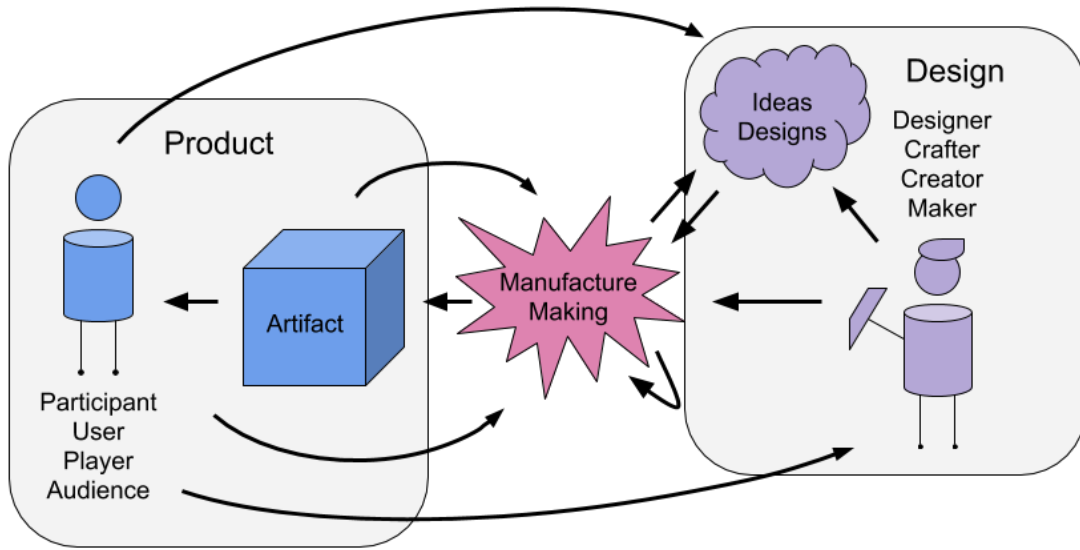 Product
Artifact
Participant
User
Player
Audience
Manufacture
Making
Ideas
Designs
Design
Designer
Crafter
Creator
Maker